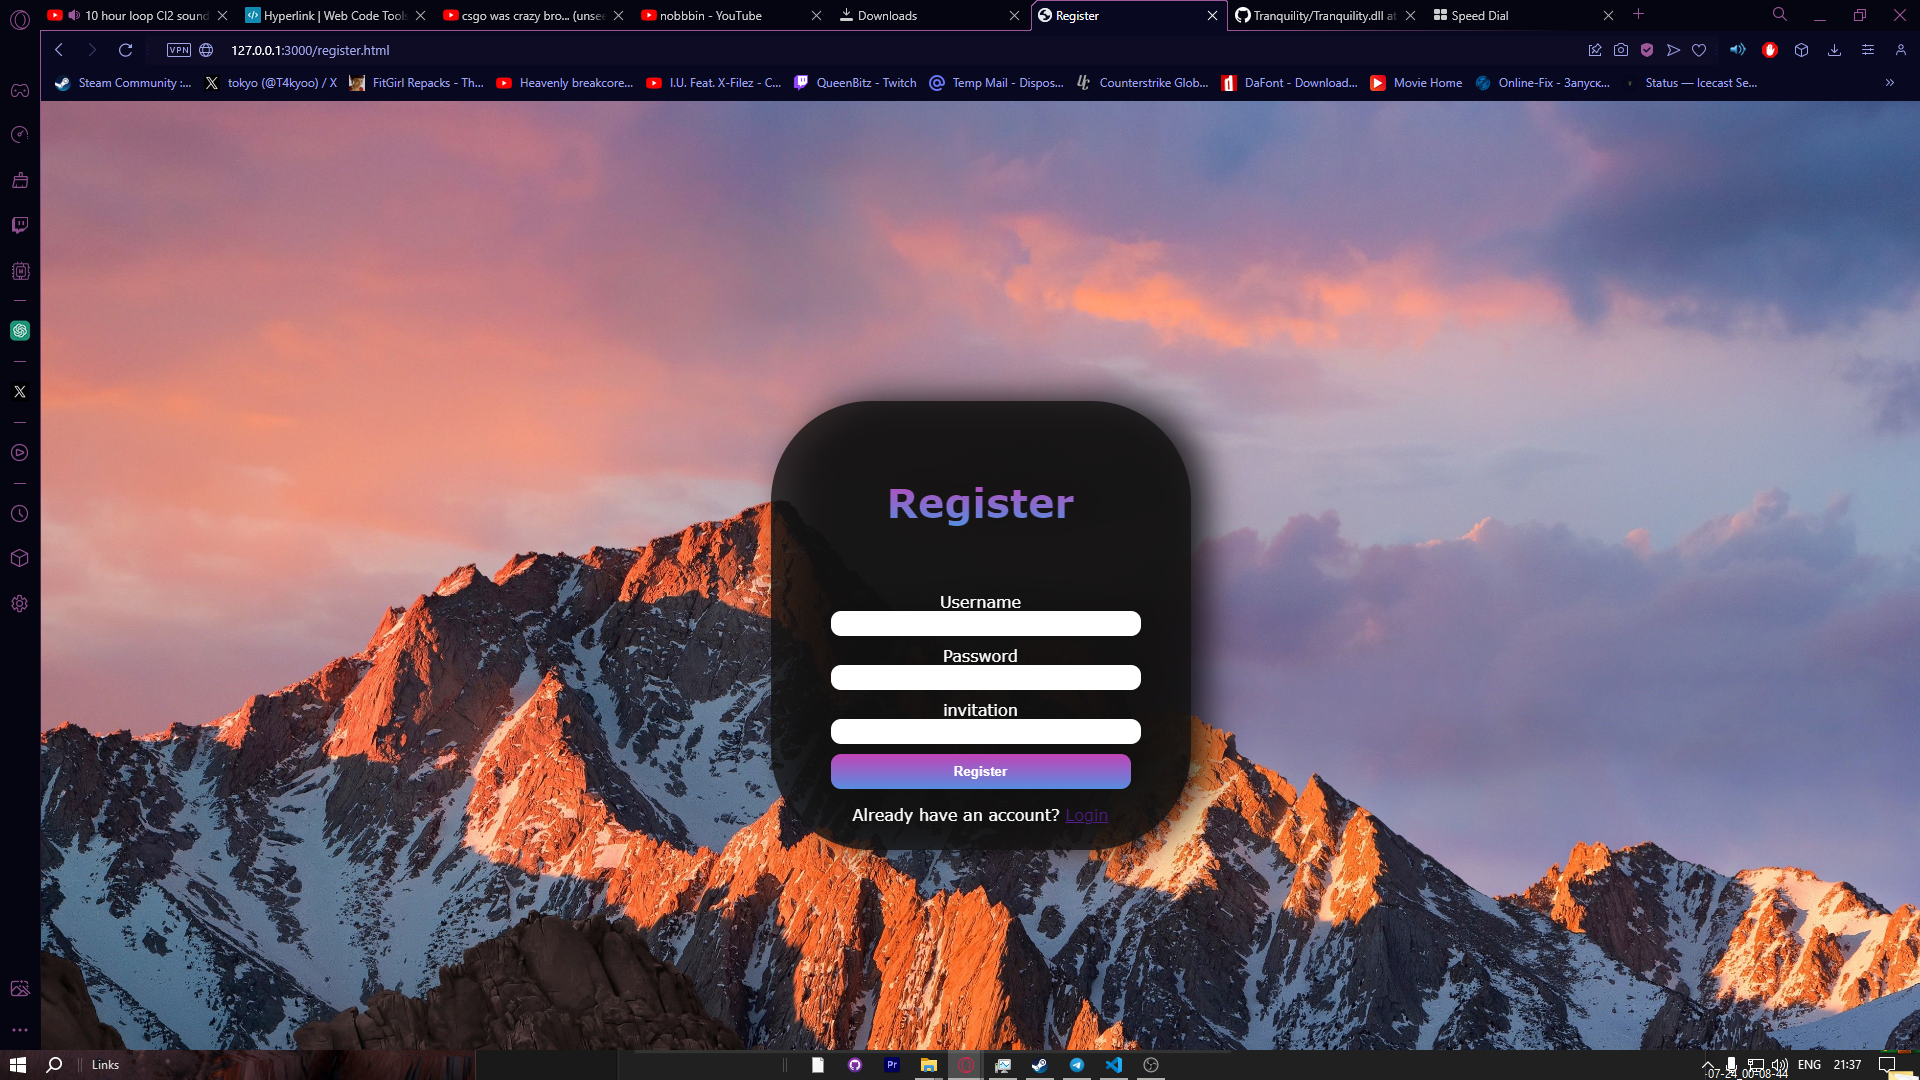 10 hour loop CI2 sound
Hyperlink | Web Code Tools
csgo was crazy bro... (unsee
nobbbin - YouTube
Downloads
Register
Tranquility/Tranquility.dll at
Speed Dial
VPN
127.0.0.1:3000/register.html
Steam Community :...
tokyo (@T4kyoo) / X
FitGirl Repacks - Th...
Heavenly breakcore...
I.U. Feat. X-Filez - C...
QueenBitz - Twitch
Temp Mail - Dispos...
Counterstrike Glob...
DaFont - Download...
Movie Home
Online-Fix - Запуск...
Status — Icecast Se...
Register
Username
Password
invitation
Register
Already have an account? Login
Links
Pr
ENG
21:37
-07-24_00-08-44